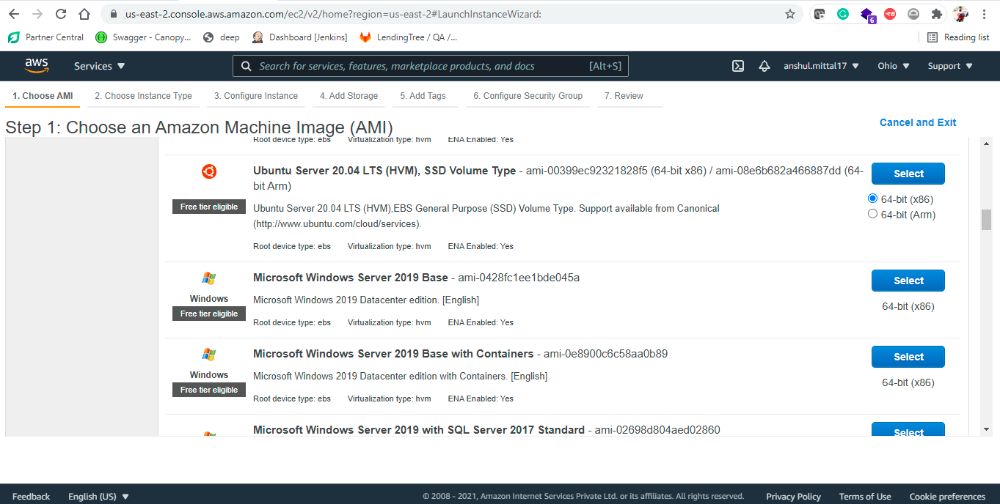 us-east-2.console.aws.amazon.com/ec2/v2/home?region=us-east-2#LaunchInstanceWizard:
6
Partner Central
Swagger - Canopy...
deep
Dashboard [Jenkins]
LendingTree / QA /...
Reading list
aws
Services
Search for services, features, marketplace products, and docs
[Alt+S]
anshul.mittal17
Ohio
Support
1. Choose AMI
2. Choose Instance Type
3. Configure Instance
4. Add Storage
5. Add Tags
6. Configure Security Group
7. Review
Step 1: Choose an Amazon Machine Image (AMI)
Cancel and Exit
Root device type: ebs Virtualization type: hvm ENA Enabled: Yes
Ubuntu Server 20.04 LTS (HVM), SSD Volume Type - ami-00399ec92321828f5 (64-bit x86) / ami-08e6b682a466887dd (64-
bit Arm)
Select
Free tier eligible
Ubuntu Server 20.04 LTS (HVM),EBS General Purpose (SSD) Volume Type. Support available from Canonical
(http://www.ubuntu.com/cloud/services).
64-bit (x86)
64-bit (Arm)
Root device type: ebs Virtualization type: hvm ENA Enabled: Yes
Microsoft Windows Server 2019 Base - ami-0428fc1ee1bde045a
Select
Windows
Free tier eligible
Microsoft Windows 2019 Datacenter edition. [English]
64-bit (x86)
Root device type: ebs Virtualization type: hvm ENA Enabled: Yes
Microsoft Windows Server 2019 Base with Containers - ami-0e8900c6c58aa0b89
Select
Windows
Free tier eligible
Microsoft Windows 2019 Datacenter edition with Containers. [English]
64-bit (x86)
Root device type: ebs Virtualization type: hvm ENA Enabled: Yes
Microsoft Windows Server 2019 with SQL Server 2017 Standard - ami-02698d804aed02860
Select
Feedback
English (US)
© 2008 - 2021, Amazon Internet Services Private Ltd. or its affiliates. All rights reserved.
Privacy Policy
Terms of Use
Cookie preferences